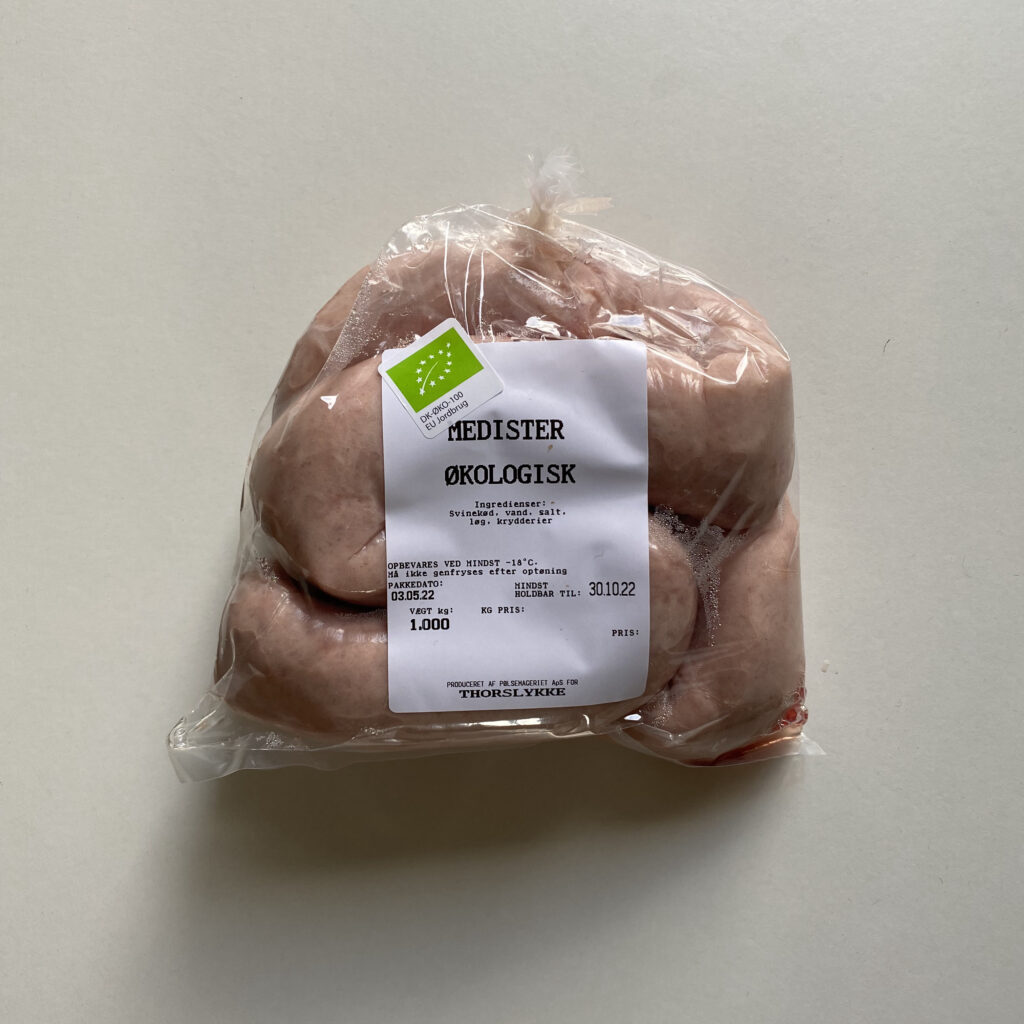 DK-ØKO-100
EU Jordbrug
MEDISTER
ØKOLOGISK
Ingredienser: -
Svinekød, vand, salt,
løg, krydderier
OPBEVARES VED MINDST -18°C.
Må ikke genfryses efter optøning
PAKKEDATO: MINDST
03.05.22 HOLDBAR TIL: 30.10.22
VÆGT kg: KG PRIS:
1.000
PRIS:
PRODUCERET AF PØLSEMAGERIET ApS FOR
THORSLYKKE